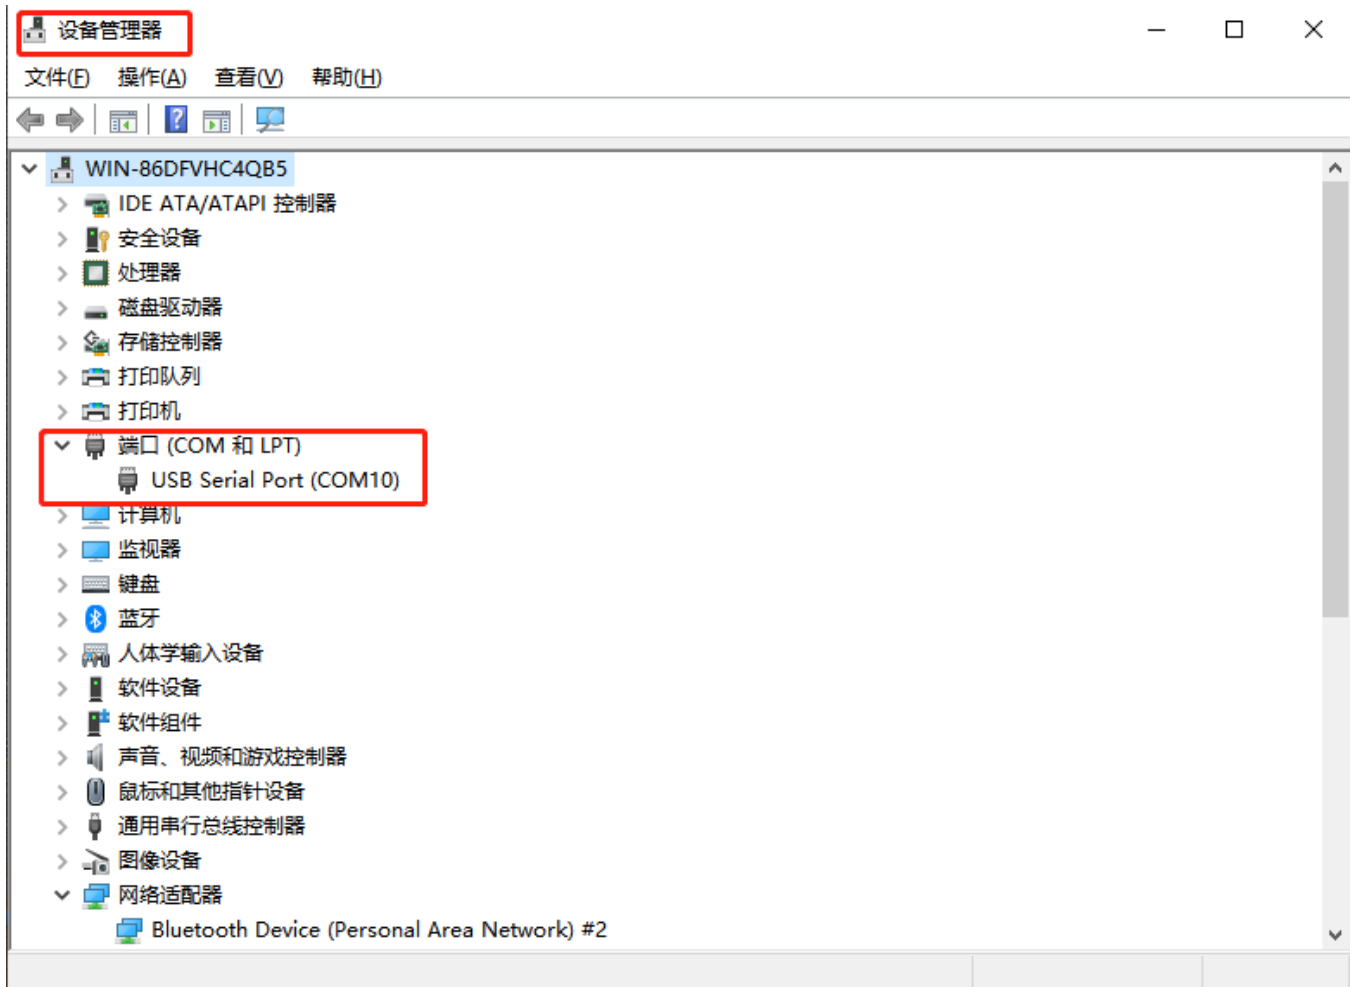 设备管理器
文件(F) 操作(A) 查看(V) 帮助(H)
WIN-86DFVHC4QB5
IDE ATA/ATAPI 控制器
安全设备
处理器
磁盘驱动器
存储控制器
打印队列
打印机
端口 (COM 和 LPT)
USB Serial Port (COM10)
计算机
监视器
键盘
蓝牙
人体学输入设备
软件设备
软件组件
声音、视频和游戏控制器
鼠标和其他指针设备
通用串行总线控制器
图像设备
网络适配器
Bluetooth Device (Personal Area Network) #2